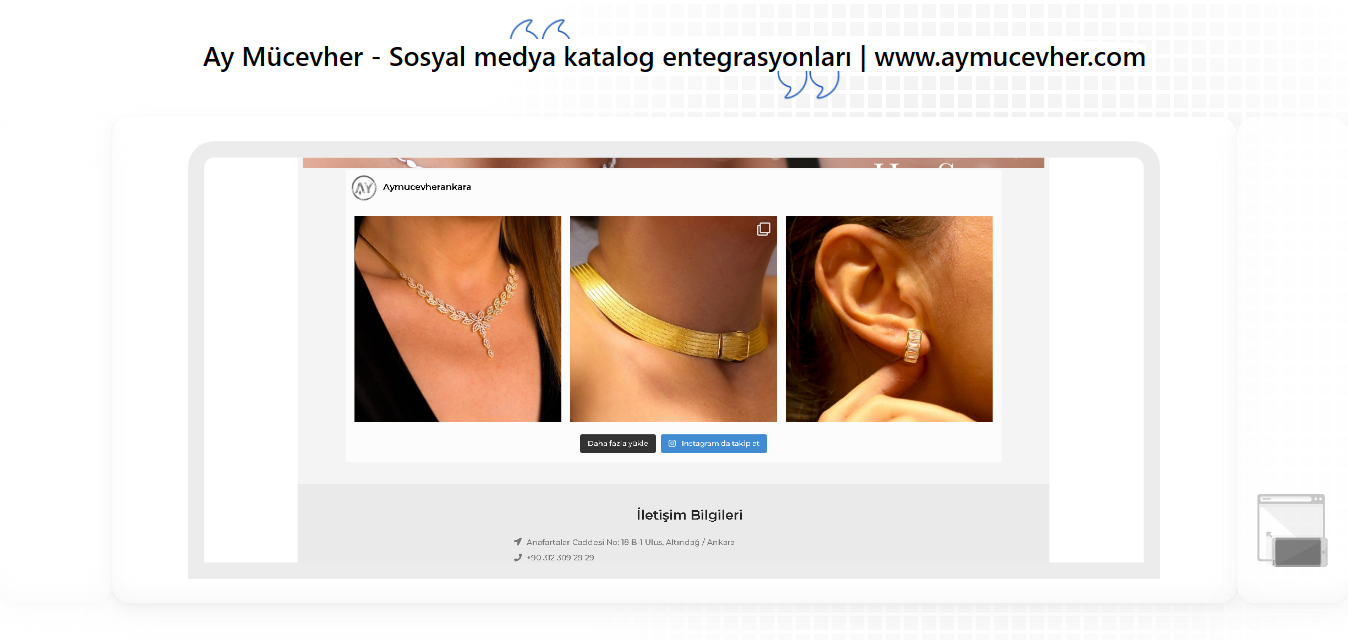 Ay Mücevher - Sosyal medya katalog entegrasyonları | www.aymucevher.com
AY Aymucevherankara
Daha fazla yükle
Instagram'da takip et
İletişim Bilgileri
Anafartalar Caddesi No: 18 B-1 Ulus, Altındağ / Ankara
+90 312 309 29 29